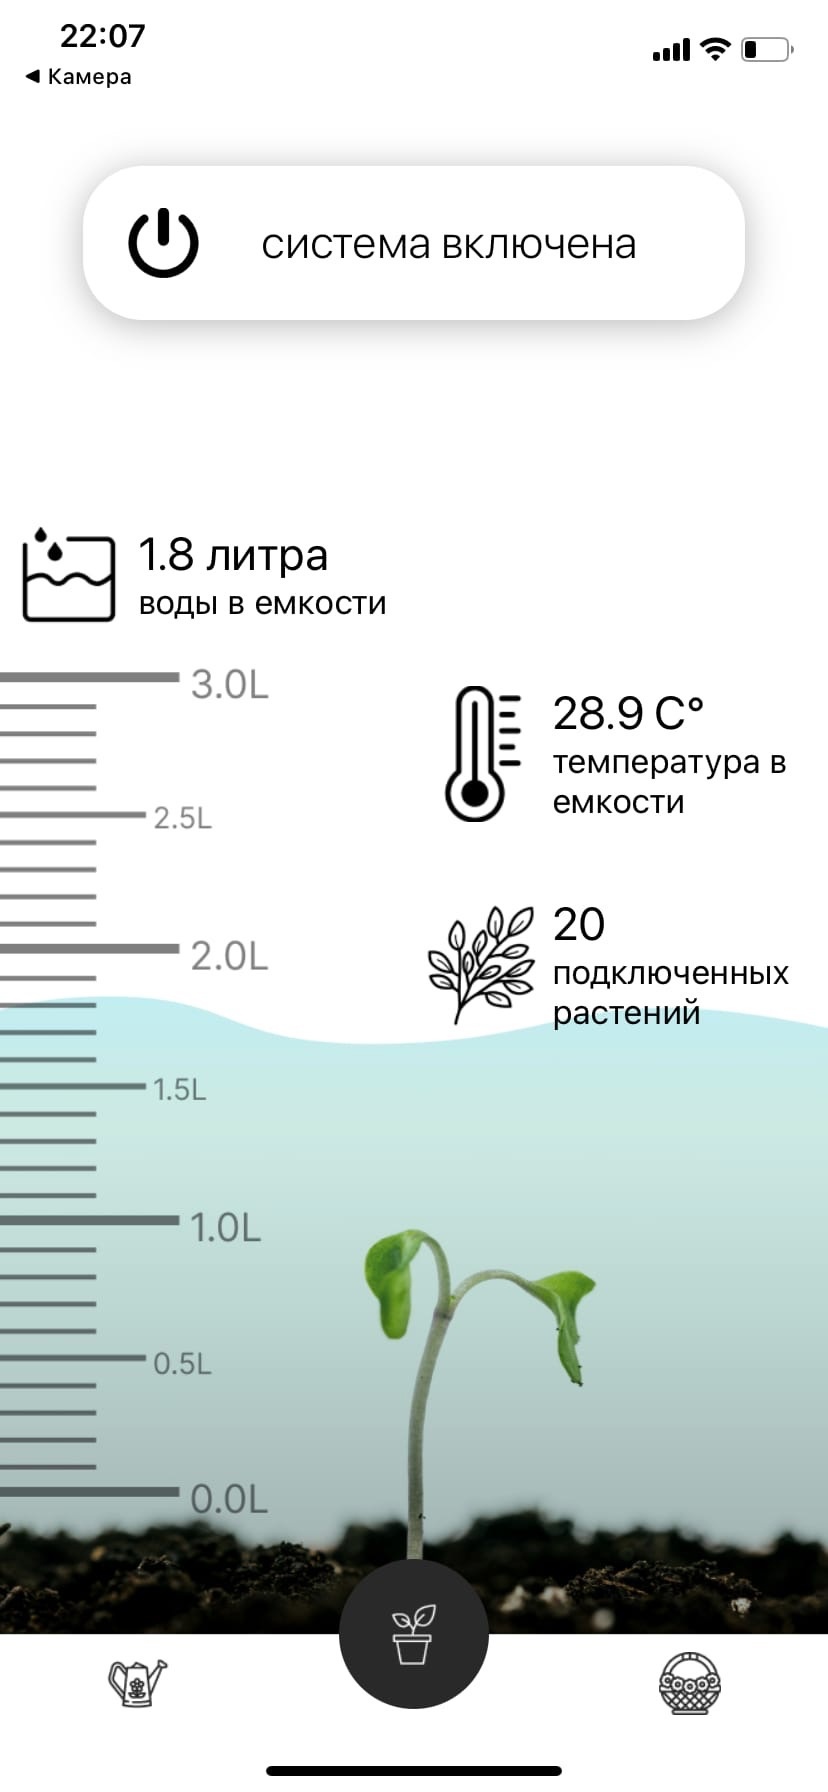 22:07
◀ Камера
система включена
1.8 литра
воды в емкости
3.0L
28.9 C°
температура в
емкости
2.5L
20
подключенных
растений
2.0L
1.5L
1.0L
0.5L
0.0L